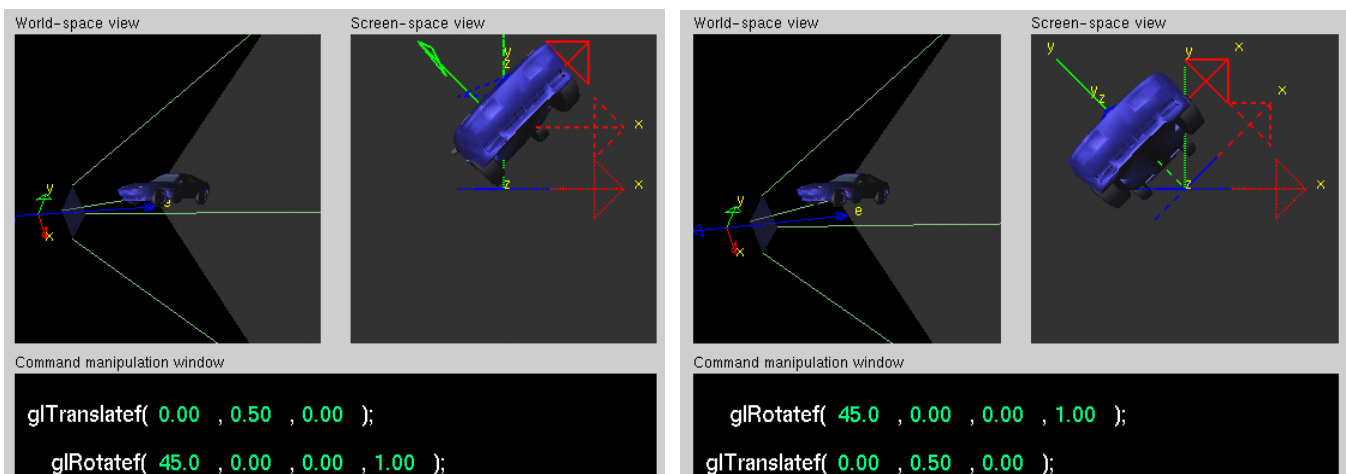 World-space view
Screen-space view
y
x
e
y
z
x
z
x
Command manipulation window
glTranslatef( 0.00 , 0.50 , 0.00 );
glRotatef( 45.0 , 0.00 , 0.00 , 1.00 );
World-space view
Screen-space view
y
x
e
y
y
x
y
z
x
z
x
Command manipulation window
glRotatef( 45.0 , 0.00 , 0.00 , 1.00 );
glTranslatef( 0.00 , 0.50 , 0.00 );